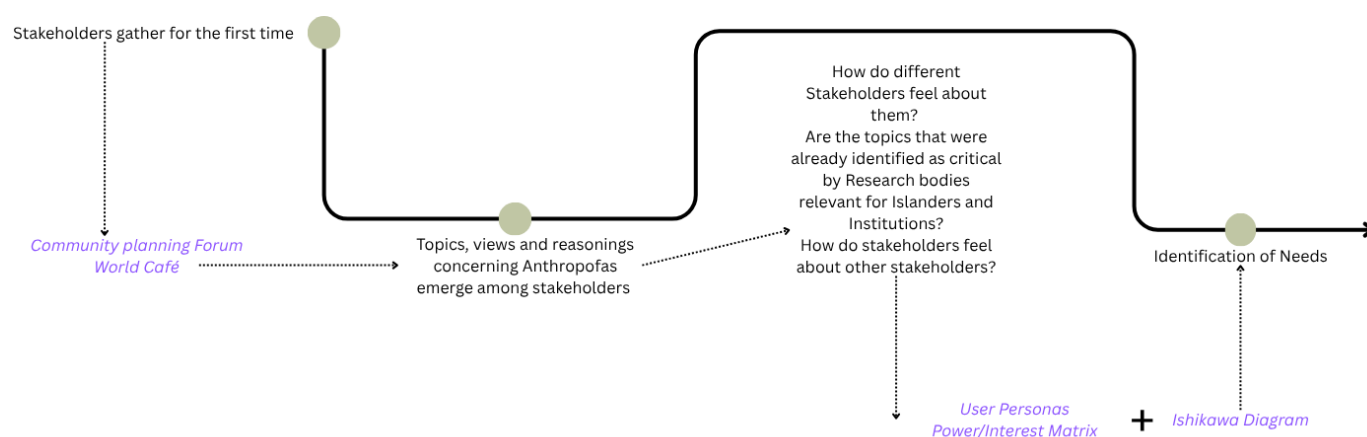 Stakeholders gather for the first time
Community planning Forum
World Café
Topics, views and reasonings
concerning Anthropofas
emerge among stakeholders
How do different
Stakeholders feel about
them?
Are the topics that were
already identified as critical
by Research bodies
relevant for Islanders and
Institutions?
How do stakeholders feel
about other stakeholders?
Identification of Needs
User Personas
Power/Interest Matrix
+
Ishikawa Diagram